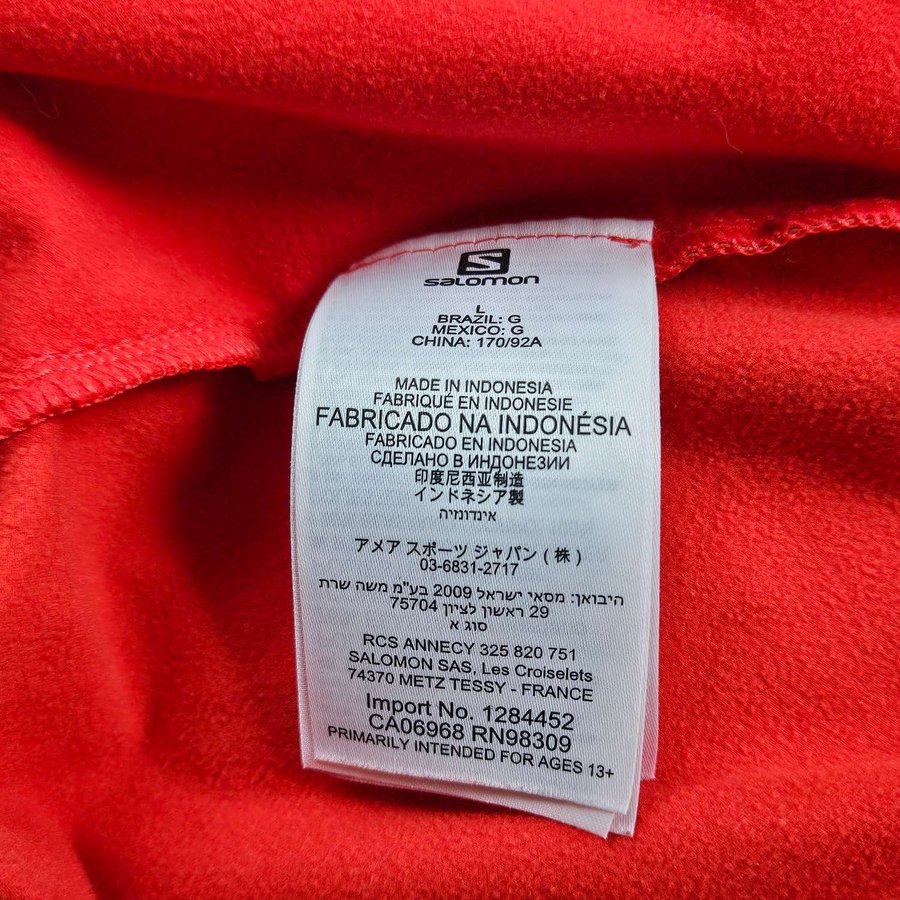 salomon
L
BRAZIL: G
MEXICO: G
CHINA: 170/92A
MADE IN INDONESIA
FABRIQUÉ EN INDONESIE
FABRICADO NA INDONÉSIA
FABRICADO EN INDONESIA
СДЕЛАНО В ИНДОНЕЗИИ
印度尼西亚制造
インドネシア製
אינדונזיה
アメア スポーツ ジャパン ( 株 )
03-6831-2717
היבואן: מסאי ישראל 2009 בע"מ משה שרת
29 ראשון לציון 75704
סוג א
RCS ANNECY 325 820 751
SALOMON SAS, Les Croiselets
74370 METZ TESSY - FRANCE
Import No. 1284452
CA06968 RN98309
PRIMARILY INTENDED FOR AGES 13+